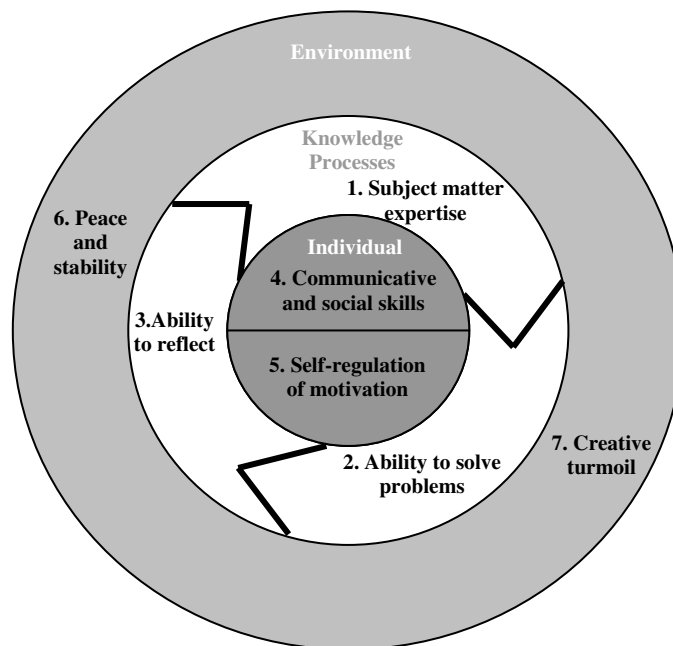 Environment
Knowledge
Processes
1. Subject matter
expertise
6. Peace
and
stability
Individual
4. Communicative
and social skills
3.Ability
to reflect
5. Self-regulation
of motivation
7. Creative
turmoil
2. Ability to solve
problems